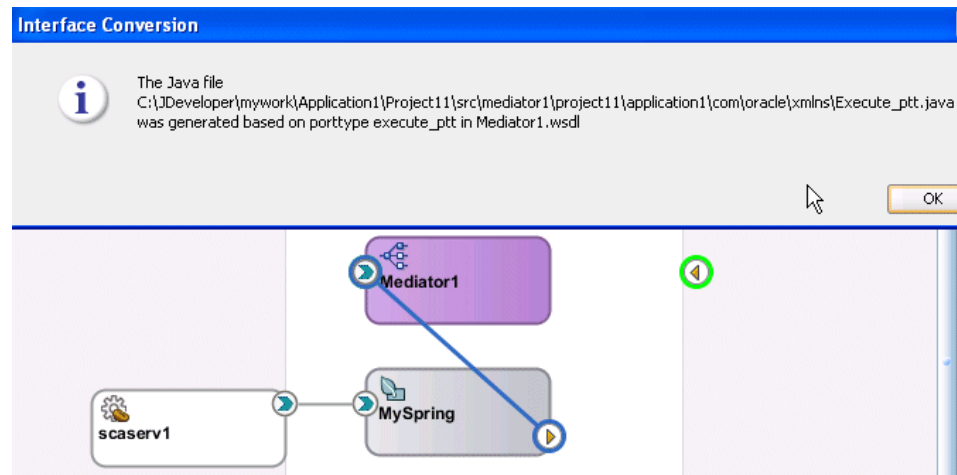 Interface Conversion
The Java file
C:\JDeveloper\mywork\Application1\Project11\src\mediator1\project11\application1\com\oracle\xmlns\Execute_ptt.java
was generated based on porttype execute_ptt in Mediator1.wsdl
OK
Mediator1
MySpring
scaserv1